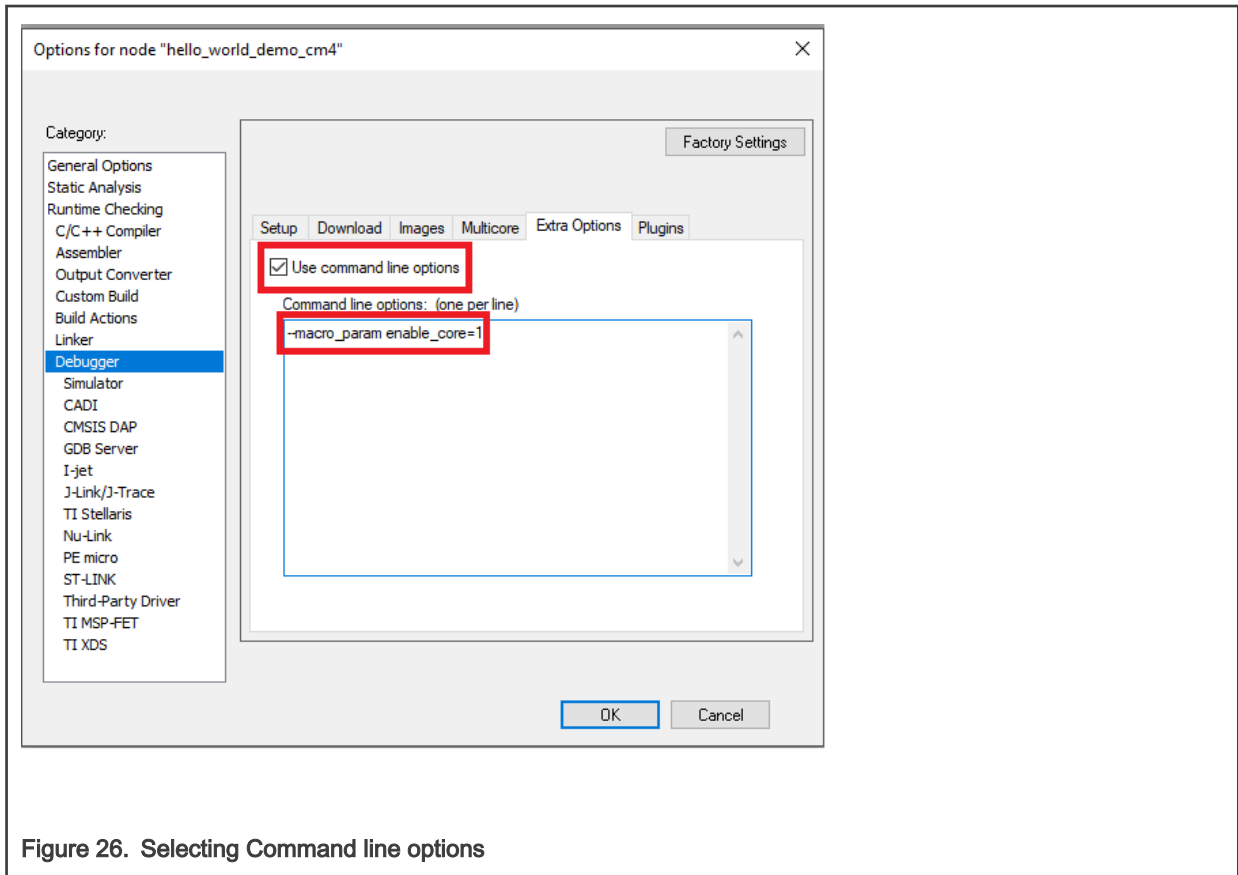 Options for node "hello_world_demo_cm4"
Category:
Factory Settings
General Options
Static Analysis
Runtime Checking
C/C++ Compiler
Assembler
Output Converter
Custom Build
Build Actions
Linker
Debugger
Simulator
CADI
CMSIS DAP
GDB Server
I-jet
J-Link/J-Trace
TI Stellaris
Nu-Link
PE micro
ST-LINK
Third-Party Driver
TI MSP-FET
TI XDS
Setup Download Images Multicore Extra Options Plugins
Use command line options
Command line options: (one per line)
--macro_param enable_core=1
OK Cancel
Figure 26. Selecting Command line options